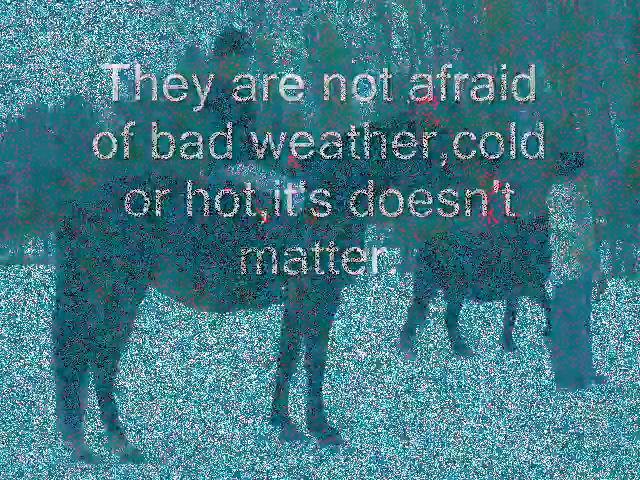 They are not afraid
of bad weather,cold
or hot,it's doesn't
matter.